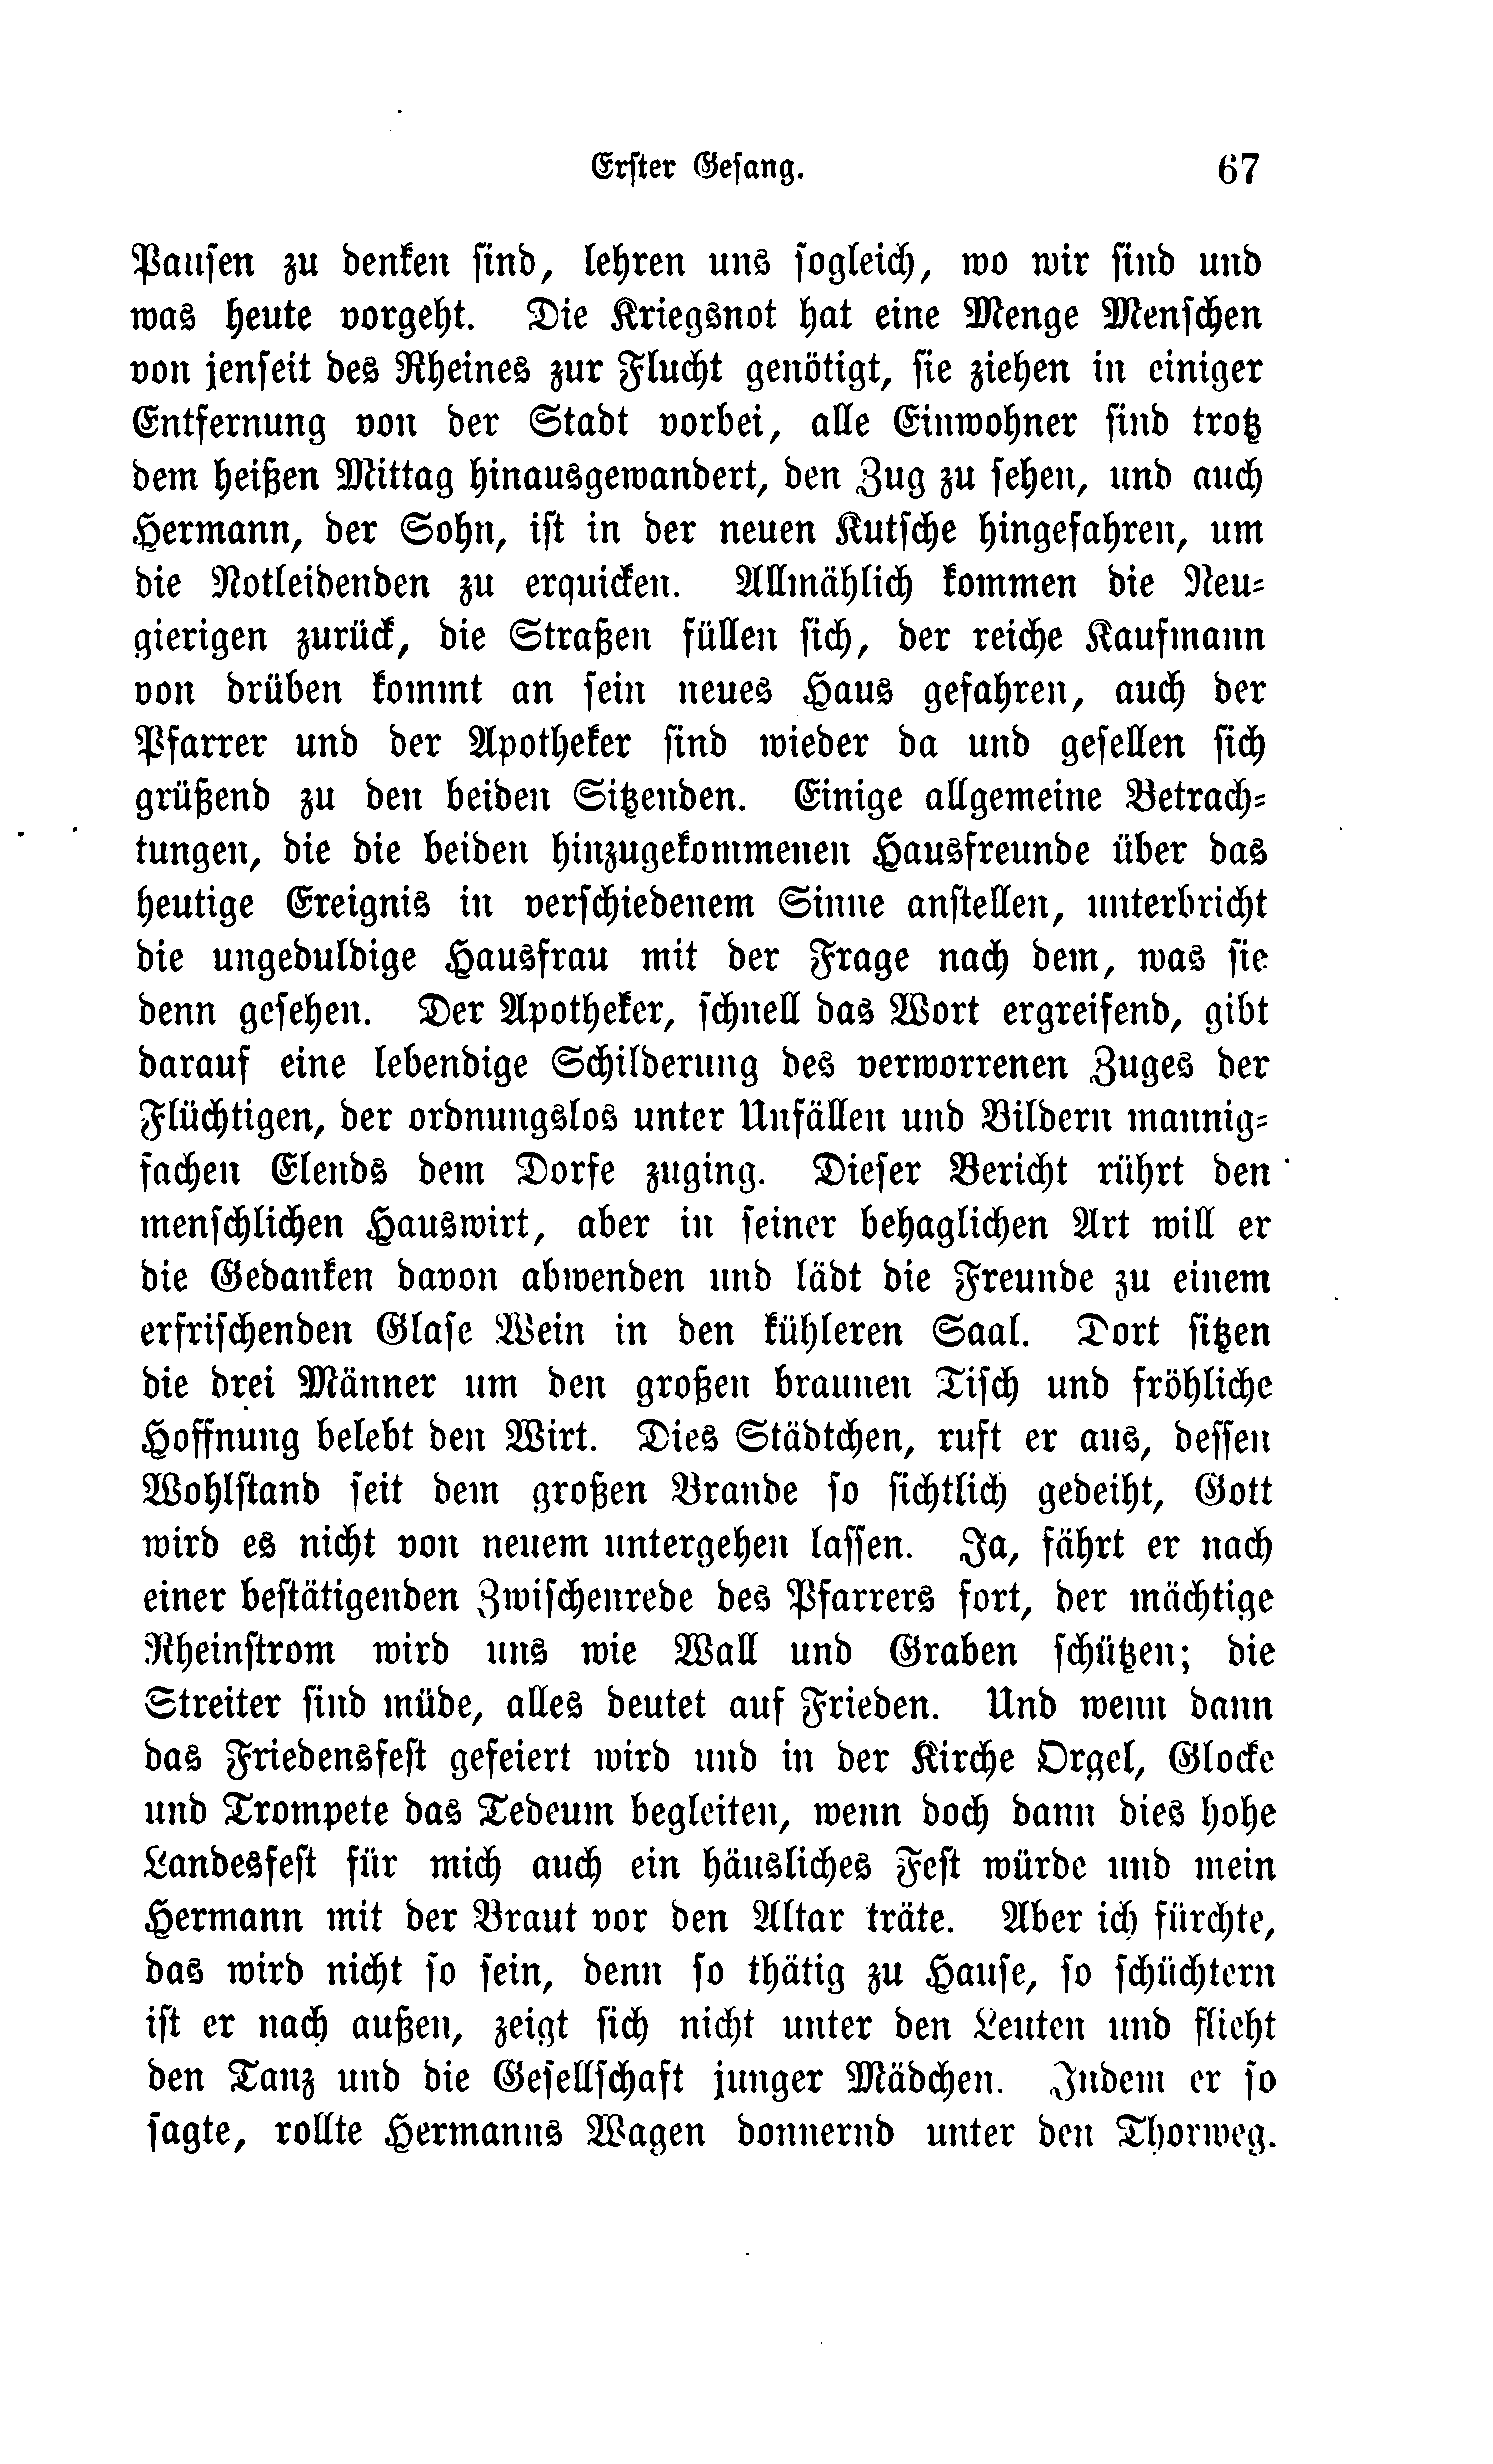 Erſter Geſang. 67
Pauſen zu denken ſind, lehren uns ſogleich, wo wir ſind und
was heute vorgeht. Die Kriegsnot hat eine Menge Menſchen
von jenſeit des Rheines zur Flucht genötigt, ſie ziehen in einiger
Entfernung von der Stadt vorbei, alle Einwohner ſind trotz
dem heißen Mittag hinausgewandert, den Zug zu ſehen, und auch
Hermann, der Sohn, iſt in der neuen Kutſche hingefahren, um
die Notleidenden zu erquicken. Allmählich kommen die Neu-
gierigen zurück, die Straßen füllen ſich, der reiche Kaufmann
von drüben kommt an ſein neues Haus gefahren, auch der
Pfarrer und der Apotheker ſind wieder da und geſellen ſich
grüßend zu den beiden Sitzenden. Einige allgemeine Betrach-
tungen, die die beiden hinzugekommenen Hausfreunde über das
heutige Ereignis in verſchiedenem Sinne anſtellen, unterbricht
die ungeduldige Hausfrau mit der Frage nach dem, was ſie
denn geſehen. Der Apotheker, ſchnell das Wort ergreifend, gibt
darauf eine lebendige Schilderung des verworrenen Zuges der
Flüchtigen, der ordnungslos unter Unfällen und Bildern mannig-
fachen Elends dem Dorfe zuging. Dieſer Bericht rührt den
menſchlichen Hauswirt, aber in ſeiner behaglichen Art will er
die Gedanken davon abwenden und lädt die Freunde zu einem
erfriſchenden Glaſe Wein in den kühleren Saal. Dort ſitzen
die drei Männer um den großen braunen Tiſch und fröhliche
Hoffnung belebt den Wirt. Dies Städtchen, ruft er aus, deſſen
Wohlſtand ſeit dem großen Brande ſo ſichtlich gedeiht, Gott
wird es nicht von neuem untergehen laſſen. Ja, fährt er nach
einer beſtätigenden Zwiſchenrede des Pfarrers fort, der mächtige
Rheinſtrom wird uns wie Wall und Graben ſchützen; die
Streiter ſind müde, alles deutet auf Frieden. Und wenn dann
das Friedensfeſt gefeiert wird und in der Kirche Orgel, Glocke
und Trompete das Tedeum begleiten, wenn doch dann dies hohe
Landesfeſt für mich auch ein häusliches Feſt würde und mein
Hermann mit der Braut vor den Altar träte. Aber ich fürchte,
das wird nicht ſo ſein, denn ſo thätig zu Hauſe, ſo ſchüchtern
iſt er nach außen, zeigt ſich nicht unter den Leuten und flieht
den Tanz und die Geſellſchaft junger Mädchen. Indem er ſo
ſagte, rollte Hermanns Wagen donnernd unter den Thorweg.